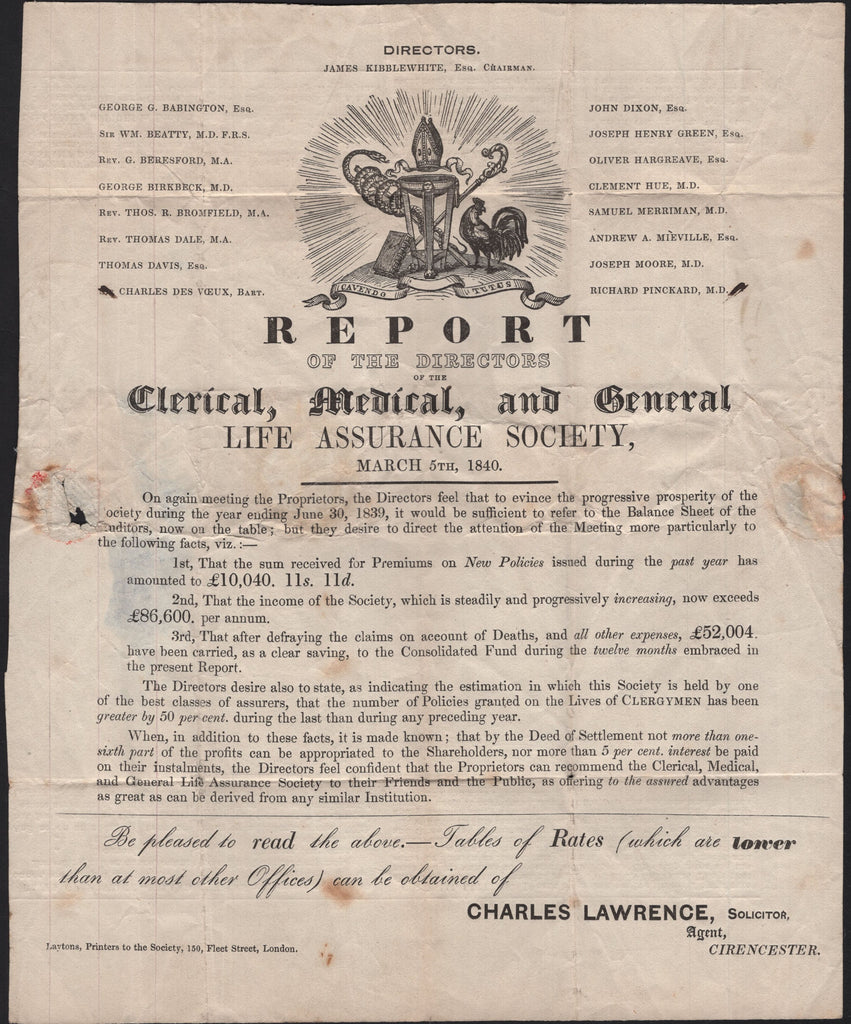 DIRECTORS.
JAMES KIBBLEWHITE, Esq. Chairman.
GEORGE G. BABINGTON, Esq.
Sir WM. BEATTY, M.D. F.R.S.
Rev. G. BERESFORD, M.A.
GEORGE BIRKBECK, M.D.
Rev. THOS. R. BROMFIELD, M.A.
Rev. THOMAS DALE, M.A.
THOMAS DAVIS, Esq.
CHARLES DES VŒUX, Bart.
JOHN DIXON, Esq.
JOSEPH HENRY GREEN, Esq.
OLIVER HARGREAVE, Esq.
CLEMENT HUE, M.D.
SAMUEL MERRIMAN, M.D.
ANDREW A. MIEVILLE, Esq.
JOSEPH MOORE, M.D.
RICHARD PINCKARD, M.D.
CAVENDO TUTUS
REPORT
OF THE DIRECTORS
OF THE
Clerical, Medical, and General
LIFE ASSURANCE SOCIETY,
MARCH 5TH, 1840.
On again meeting the Proprietors, the Directors feel that to evince the progressive prosperity of the
ociety during the year ending June 30, 1839, it would be sufficient to refer to the Balance Sheet of the
uditors, now on the table; but they desire to direct the attention of the Meeting more particularly to
the following facts, viz.:—
1st, That the sum received for Premiums on New Policies issued during the past year has
amounted to £10,040. 11s. 11d.
2nd, That the income of the Society, which is steadily and progressively increasing, now exceeds
£86,600. per annum.
3rd, That after defraying the claims on account of Deaths, and all other expenses, £52,004.
have been carried, as a clear saving, to the Consolidated Fund during the twelve months embraced in
the present Report.
The Directors desire also to state, as indicating the estimation in which this Society is held by one
of the best classes of assurers, that the number of Policies granted on the Lives of CLERGYMEN has been
greater by 50 per cent. during the last than during any preceding year.
When, in addition to these facts, it is made known; that by the Deed of Settlement not more than one-
sixth part of the profits can be appropriated to the Shareholders, nor more than 5 per cent. interest be paid
on their instalments, the Directors feel confident that the Proprietors can recommend the Clerical, Medical,
and General Life Assurance Society to their Friends and the Public, as offering to the assured advantages
as great as can be derived from any similar Institution.
Be pleased to read the above.—Tables of Rates (which are lower
than at most other Offices) can be obtained of
CHARLES LAWRENCE, Solicitor,
Agent,
CIRENCESTER.
Laytons, Printers to the Society, 150, Fleet Street, London.